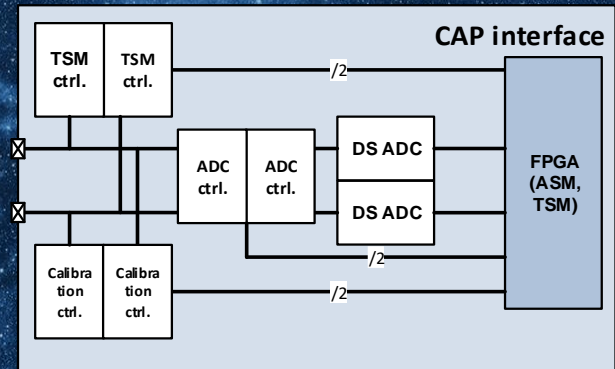 CAP interface
TSM
ctrl.
TSM
ctrl.
/2
ADC
ctrl.
ADC
ctrl.
DS ADC
DS ADC
FPGA
(ASM,
TSM)
/2
Calibra
tion
ctrl.
Calibra
tion
ctrl.
/2